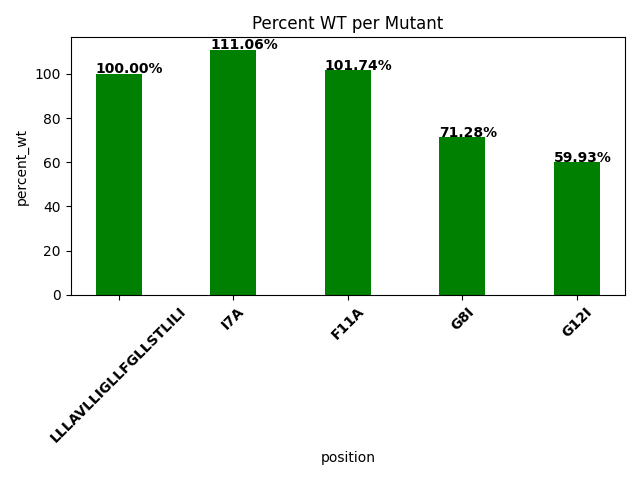 Percent WT per Mutant
percent_wt
100
80
60
40
20
0
100.00%
111.06%
101.74%
71.28%
59.93%
LLLAVLLIGLLFGLLSTLILI
I7A
F11A
G8I
G12I
position